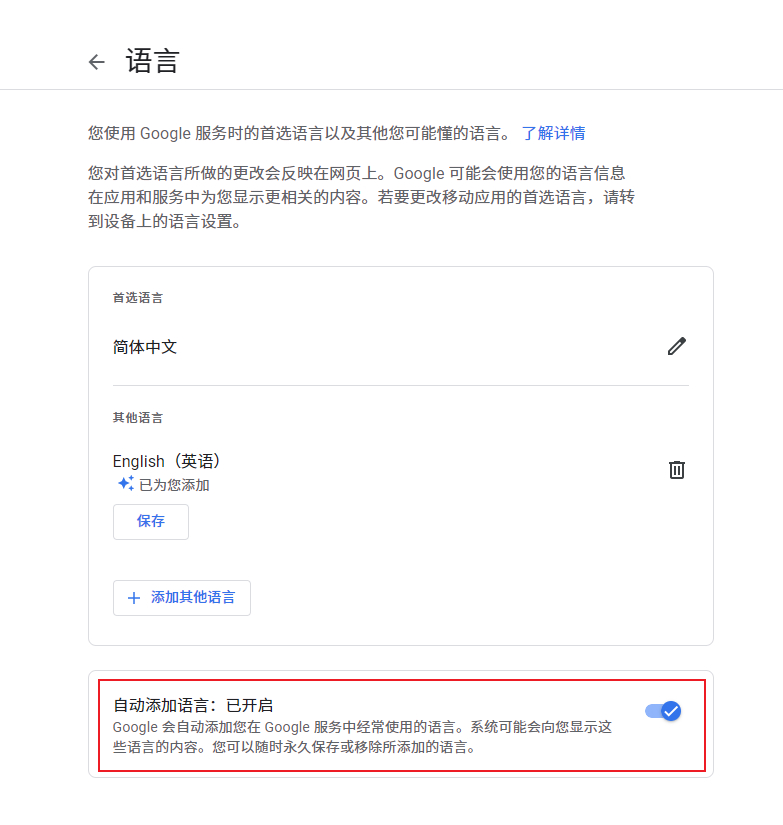 语言
您使用 Google 服务时的首选语言以及其他您可能懂的语言。 了解详情
您对首选语言所做的更改会反映在网页上。Google 可能会使用您的语言信息
在应用和服务中为您显示更相关的内容。若要更改移动应用的首选语言，请转
到设备上的语言设置。
首选语言
简体中文
其他语言
English（英语）
已为您添加
保存
添加其他语言
自动添加语言：已开启
Google 会自动添加您在 Google 服务中经常使用的语言。系统可能会向您显示这
些语言的内容。您可以随时永久保存或移除所添加的语言。